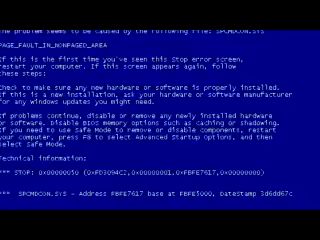 The problem seems to be caused by the following file: SPCMDCON.SYS
PAGE_FAULT_IN_NONPAGED_AREA
If this is the first time you've seen this Stop error screen,
restart your computer. If this screen appears again, follow
these steps:
Check to make sure any new hardware or software is properly installed.
If this is a new installation, ask your hardware or software manufacturer
for any Windows updates you might need.
If problems continue, disable or remove any newly installed hardware
or software. Disable BIOS memory options such as caching or shadowing.
If you need to use Safe Mode to remove or disable components, restart
your computer, press F8 to select Advanced Startup Options, and then
select Safe Mode.
Technical information:
*** STOP: 0x00000050 (0xFD3094C2,0x00000001,0xFBFE7617,0x00000000)
*** SPCMDCON.SYS - Address FBFE7617 base at FBFE5000, DateStamp 3d6dd67c